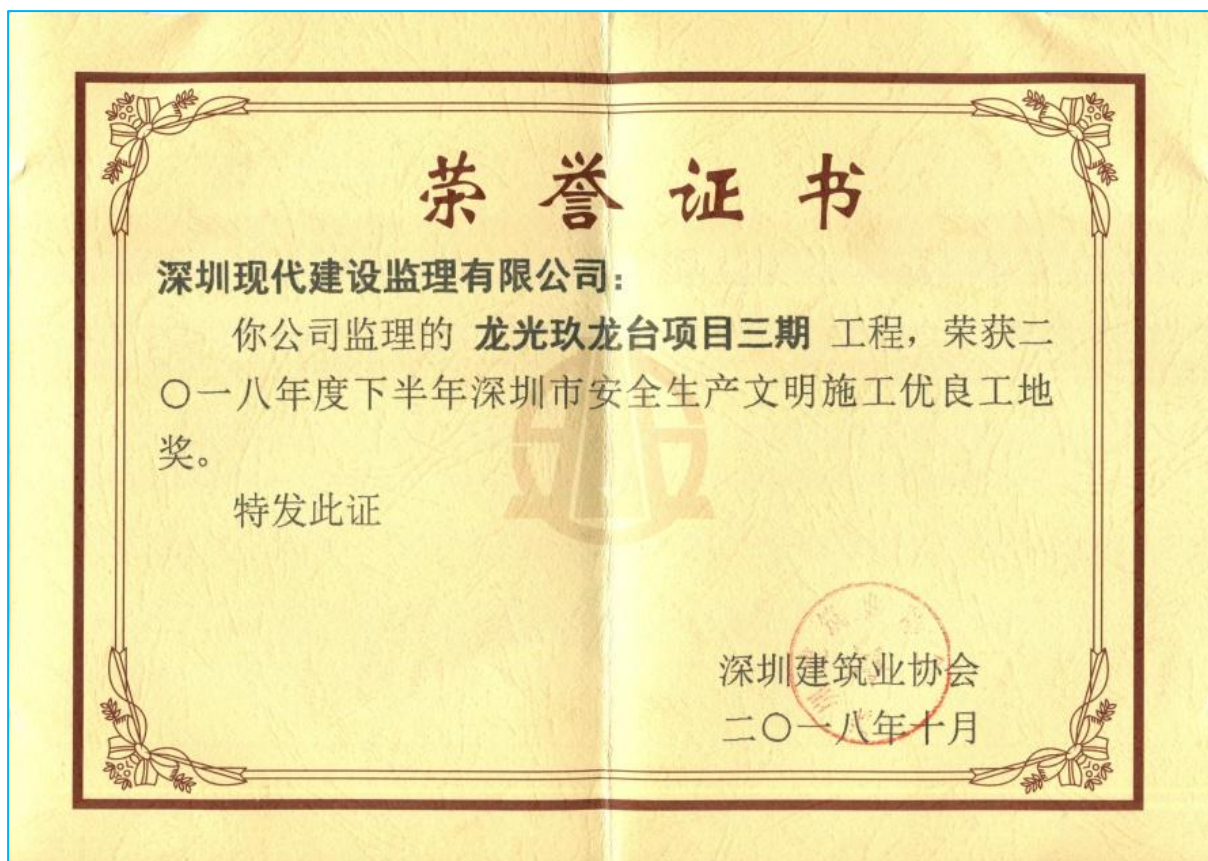 荣誉证书
深圳现代建设监理有限公司：
你公司监理的 龙光玖龙台项目三期 工程，荣获二
〇一八年度下半年深圳市安全生产文明施工优良工地
奖。
特发此证
深圳建筑业协会
二〇一八年十月